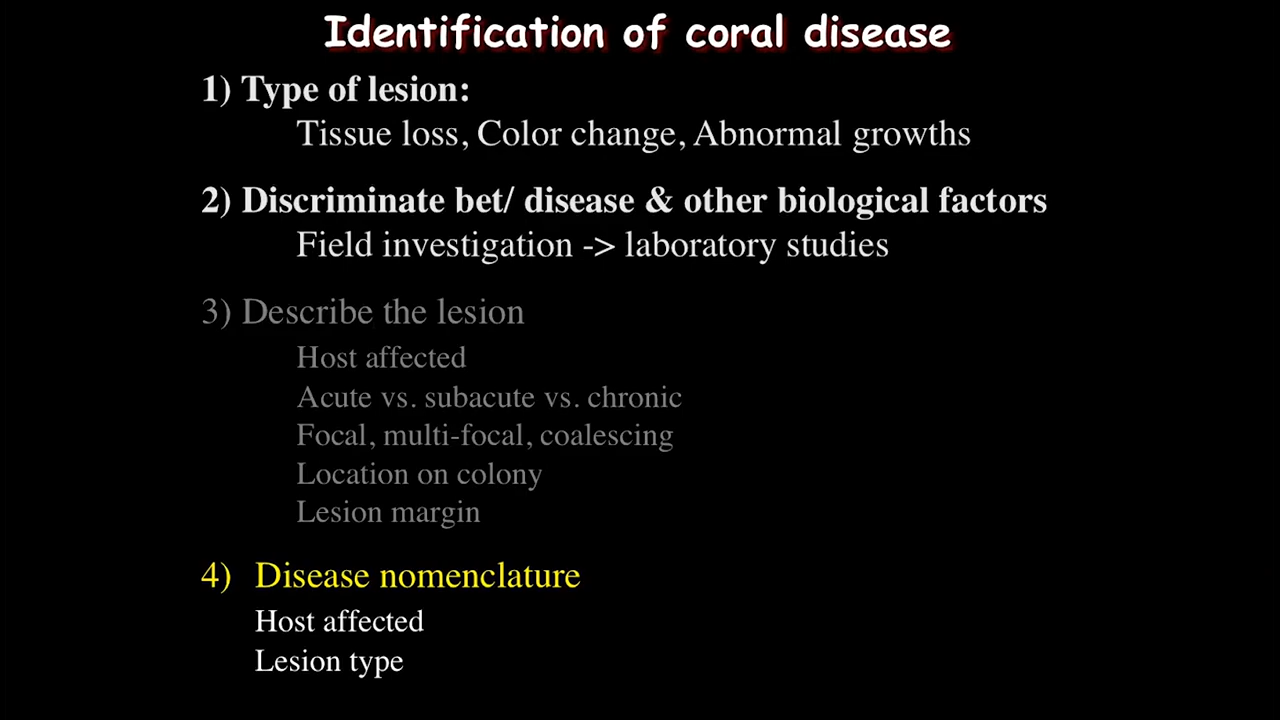 Identification of coral disease
1) Type of lesion:
Tissue loss, Color change, Abnormal growths
2) Discriminate bet/ disease & other biological factors
Field investigation -> laboratory studies
3) Describe the lesion
Host affected
Acute vs. subacute vs. chronic
Focal, multi-focal, coalescing
Location on colony
Lesion margin
4) Disease nomenclature
Host affected
Lesion type